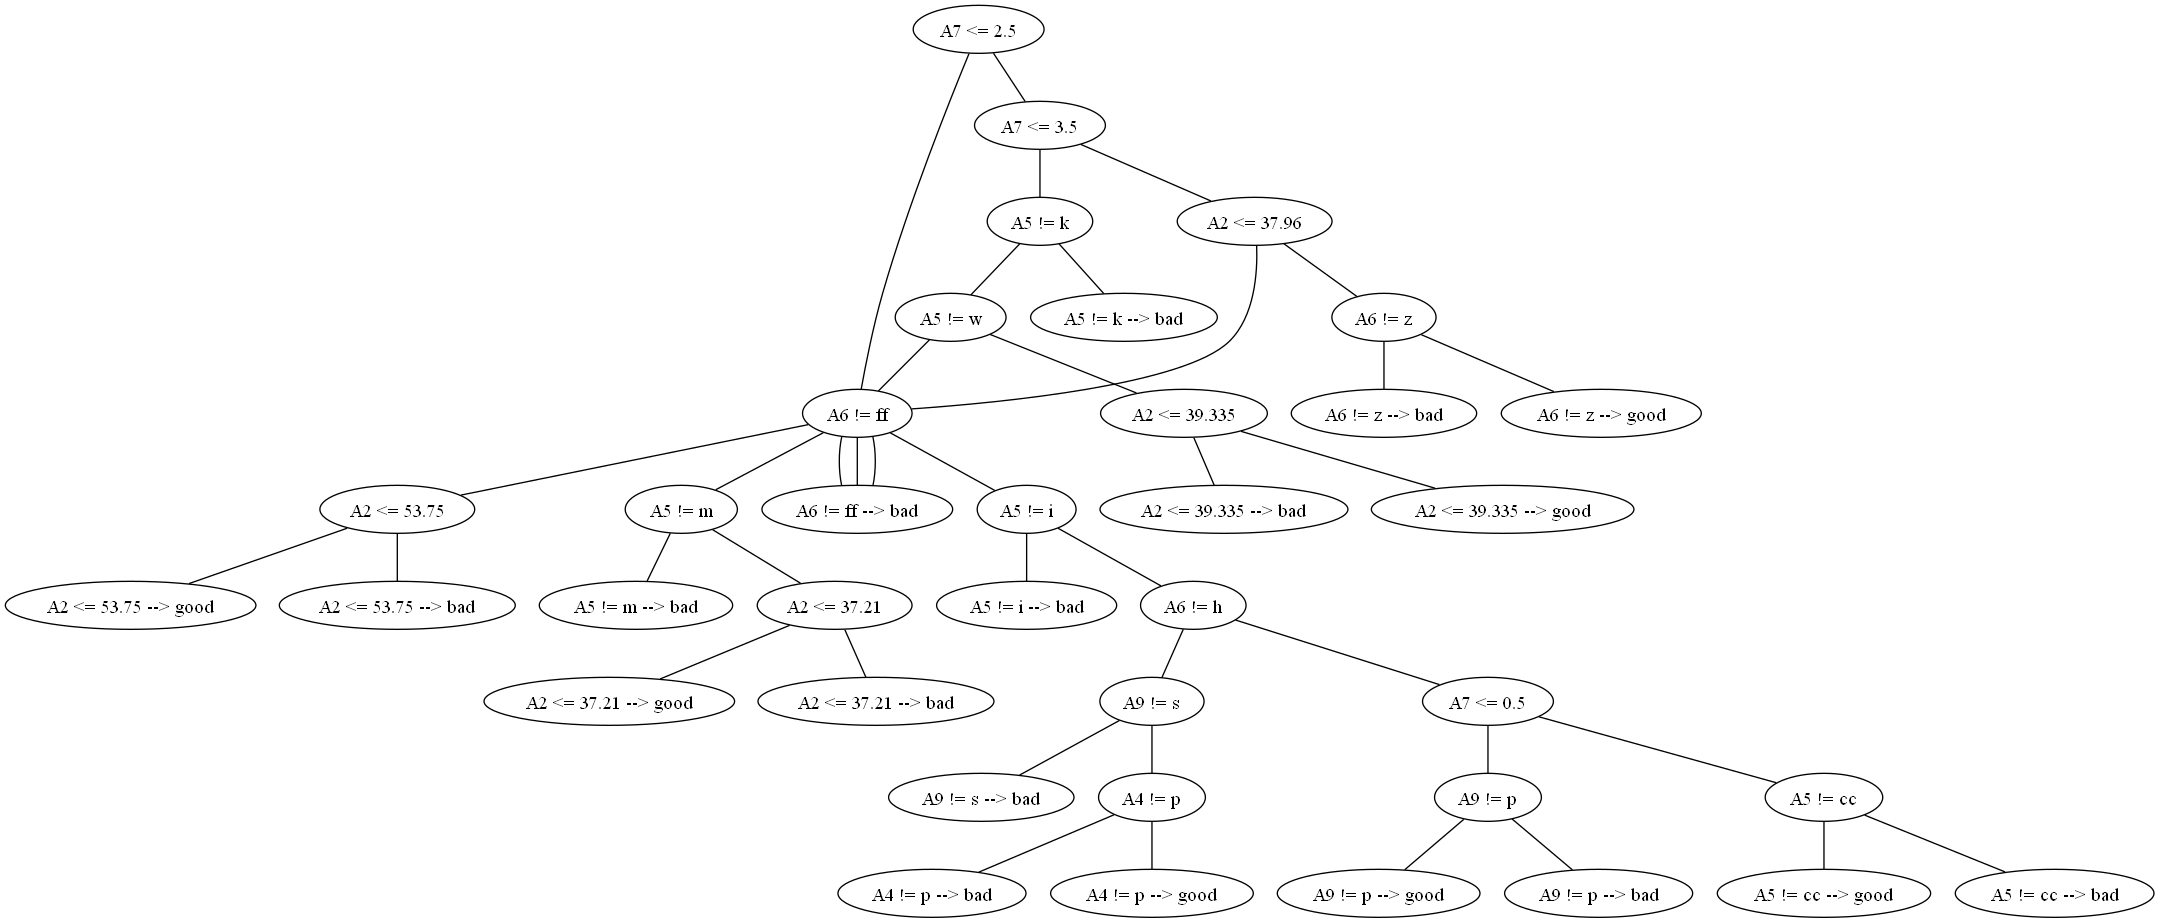 A7 <= 2.5
A7 <= 3.5
A5 != k
A2 <= 37.96
A5 != w
A5 != k --> bad
A6 != z
A6 != ff
A2 <= 39.335
A6 != z --> bad
A6 != z --> good
A2 <= 53.75
A5 != m
A6 != ff --> bad
A5 != i
A2 <= 39.335 --> bad
A2 <= 39.335 --> good
A2 <= 53.75 --> good
A2 <= 53.75 --> bad
A5 != m --> bad
A2 <= 37.21
A5 != i --> bad
A6 != h
A2 <= 37.21 --> good
A2 <= 37.21 --> bad
A9 != s
A7 <= 0.5
A9 != s --> bad
A4 != p
A9 != p
A5 != cc
A4 != p --> bad
A4 != p --> good
A9 != p --> good
A9 != p --> bad
A5 != cc --> good
A5 != cc --> bad